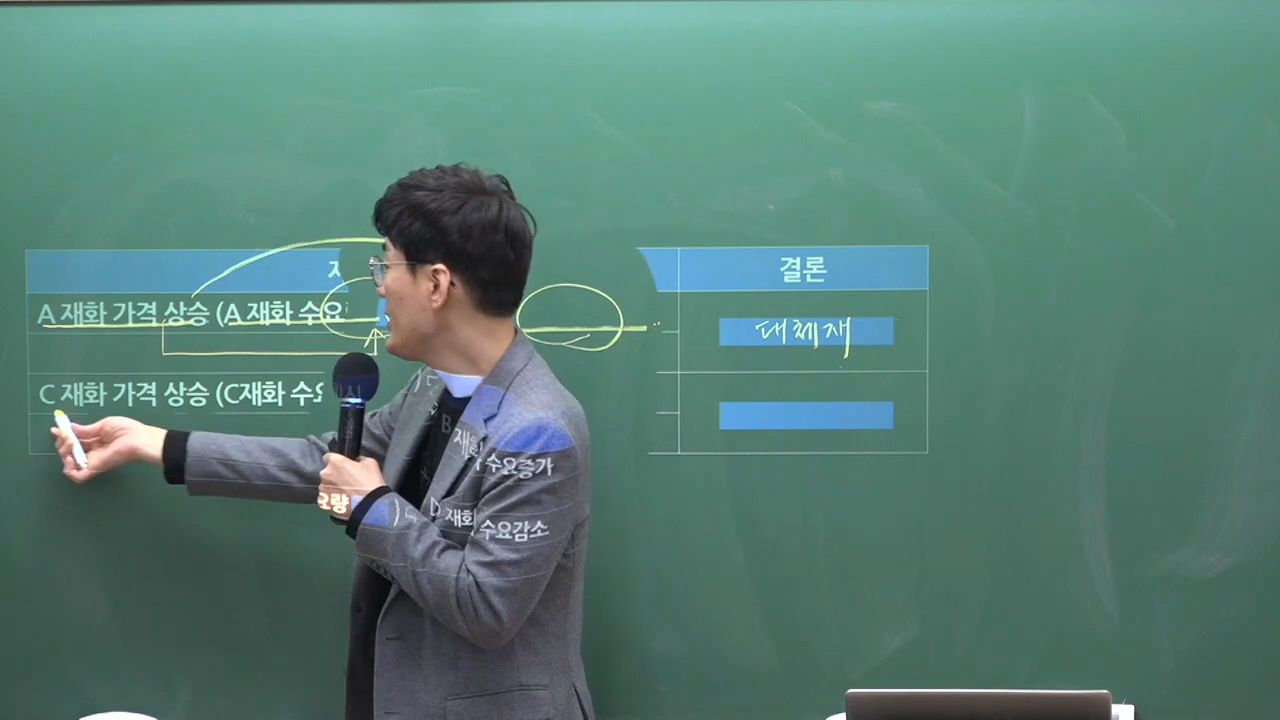 결론
A 재화 가격 상승 (A 재화 수요
대체재
C 재화 가격 상승 (C재화 수요
B 재화 수요증가
요량
D 재화 수요감소